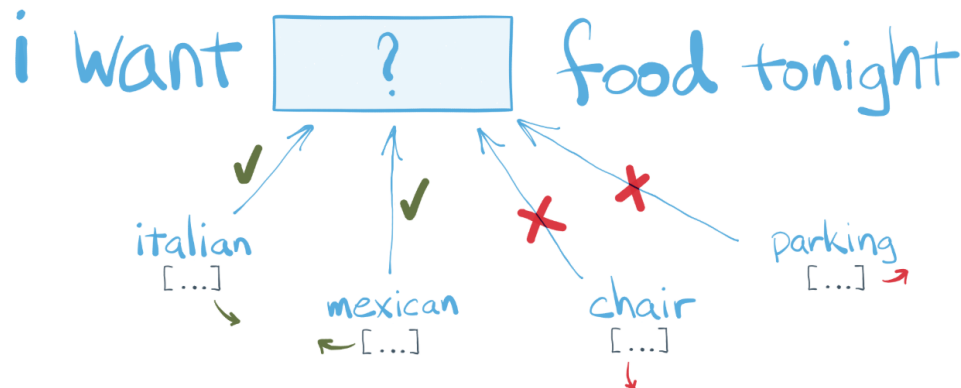 i want ? food tonight
italian
[...]
mexican
[...]
chair
[...]
parking
[...]